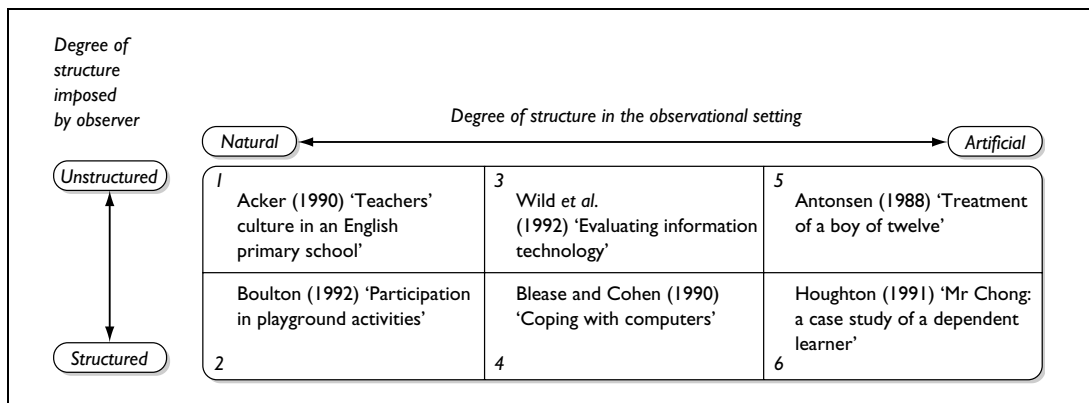 Degree of
structure
imposed
by observer
Degree of structure in the observational setting
Natural
Artificial
Unstructured
Structured
1
Acker (1990) ‘Teachers’
culture in an English
primary school’
3
Wild et al.
(1992) ‘Evaluating information
technology’
5
Antonsen (1988) ‘Treatment
of a boy of twelve’
Boulton (1992) ‘Participation
in playground activities’
2
Blease and Cohen (1990)
‘Coping with computers’
4
Houghton (1991) ‘Mr Chong:
a case study of a dependent
learner’
6